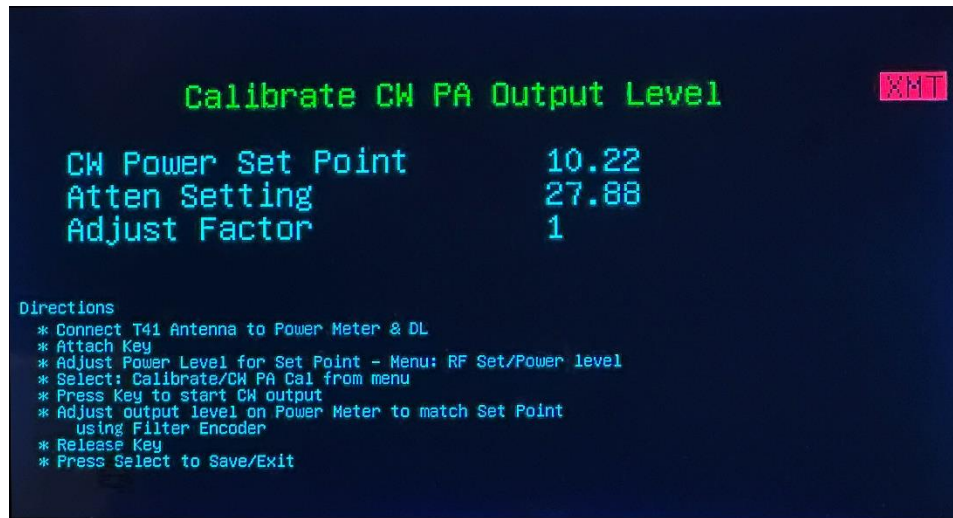 Calibrate CW PA Output Level
XMT
CW Power Set Point 10.22
Atten Setting 27.88
Adjust Factor 1
Directions
* Connect T41 Antenna to Power Meter & DL
* Attach Key
* Adjust Power Level for Set Point - Menu: RF Set/Power level
* Select: Calibrate/CW PA Cal from menu
* Press Key to start CW output
* Adjust output level on Power Meter to match Set Point
using Filter Encoder
* Release Key
* Press Select to Save/Exit